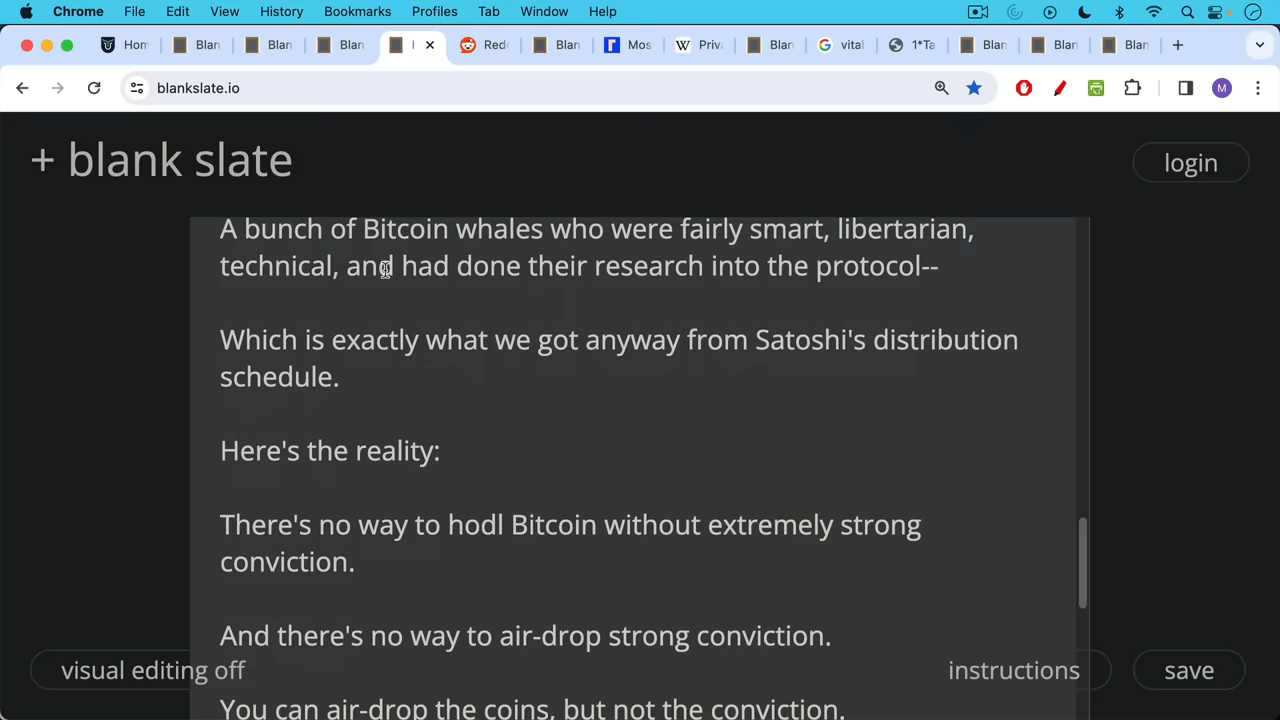 Chrome File Edit View History Bookmarks Profiles Tab Window Help
Hom Blan Blan Blan Red Blan Mos Priv Blan vital 1*Ta Blan Blan Blan
blankslate.io
M
+ blank slate
login
A bunch of Bitcoin whales who were fairly smart, libertarian,
technical, and had done their research into the protocol--
Which is exactly what we got anyway from Satoshi's distribution
schedule.
Here's the reality:
There's no way to hodl Bitcoin without extremely strong
conviction.
And there's no way to air-drop strong conviction.
visual editing off
instructions
save
You can air-drop the coins, but not the conviction.